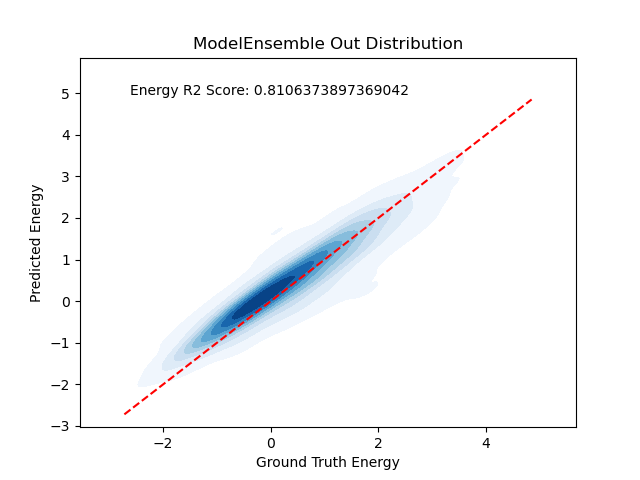 ModelEnsemble Out Distribution
Energy R2 Score: 0.8106373897369042
Predicted Energy
5
4
3
2
1
0
−1
−2
−3
−2 0 2 4
Ground Truth Energy